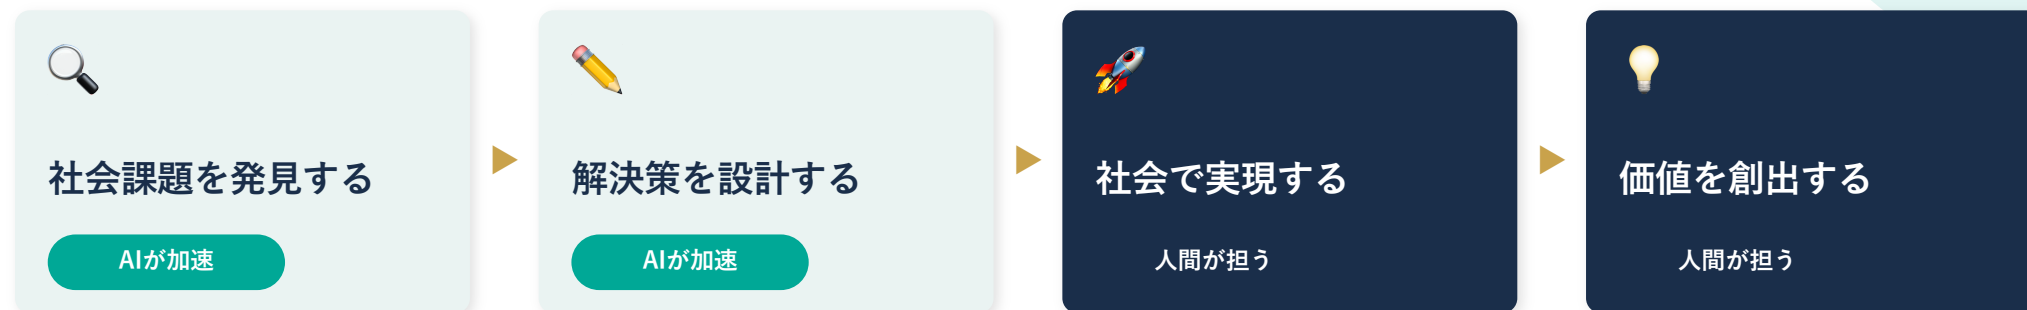 社会課題を発見する
AIが加速
解決策を設計する
AIが加速
社会で実現する
人間が担う
価値を創出する
人間が担う